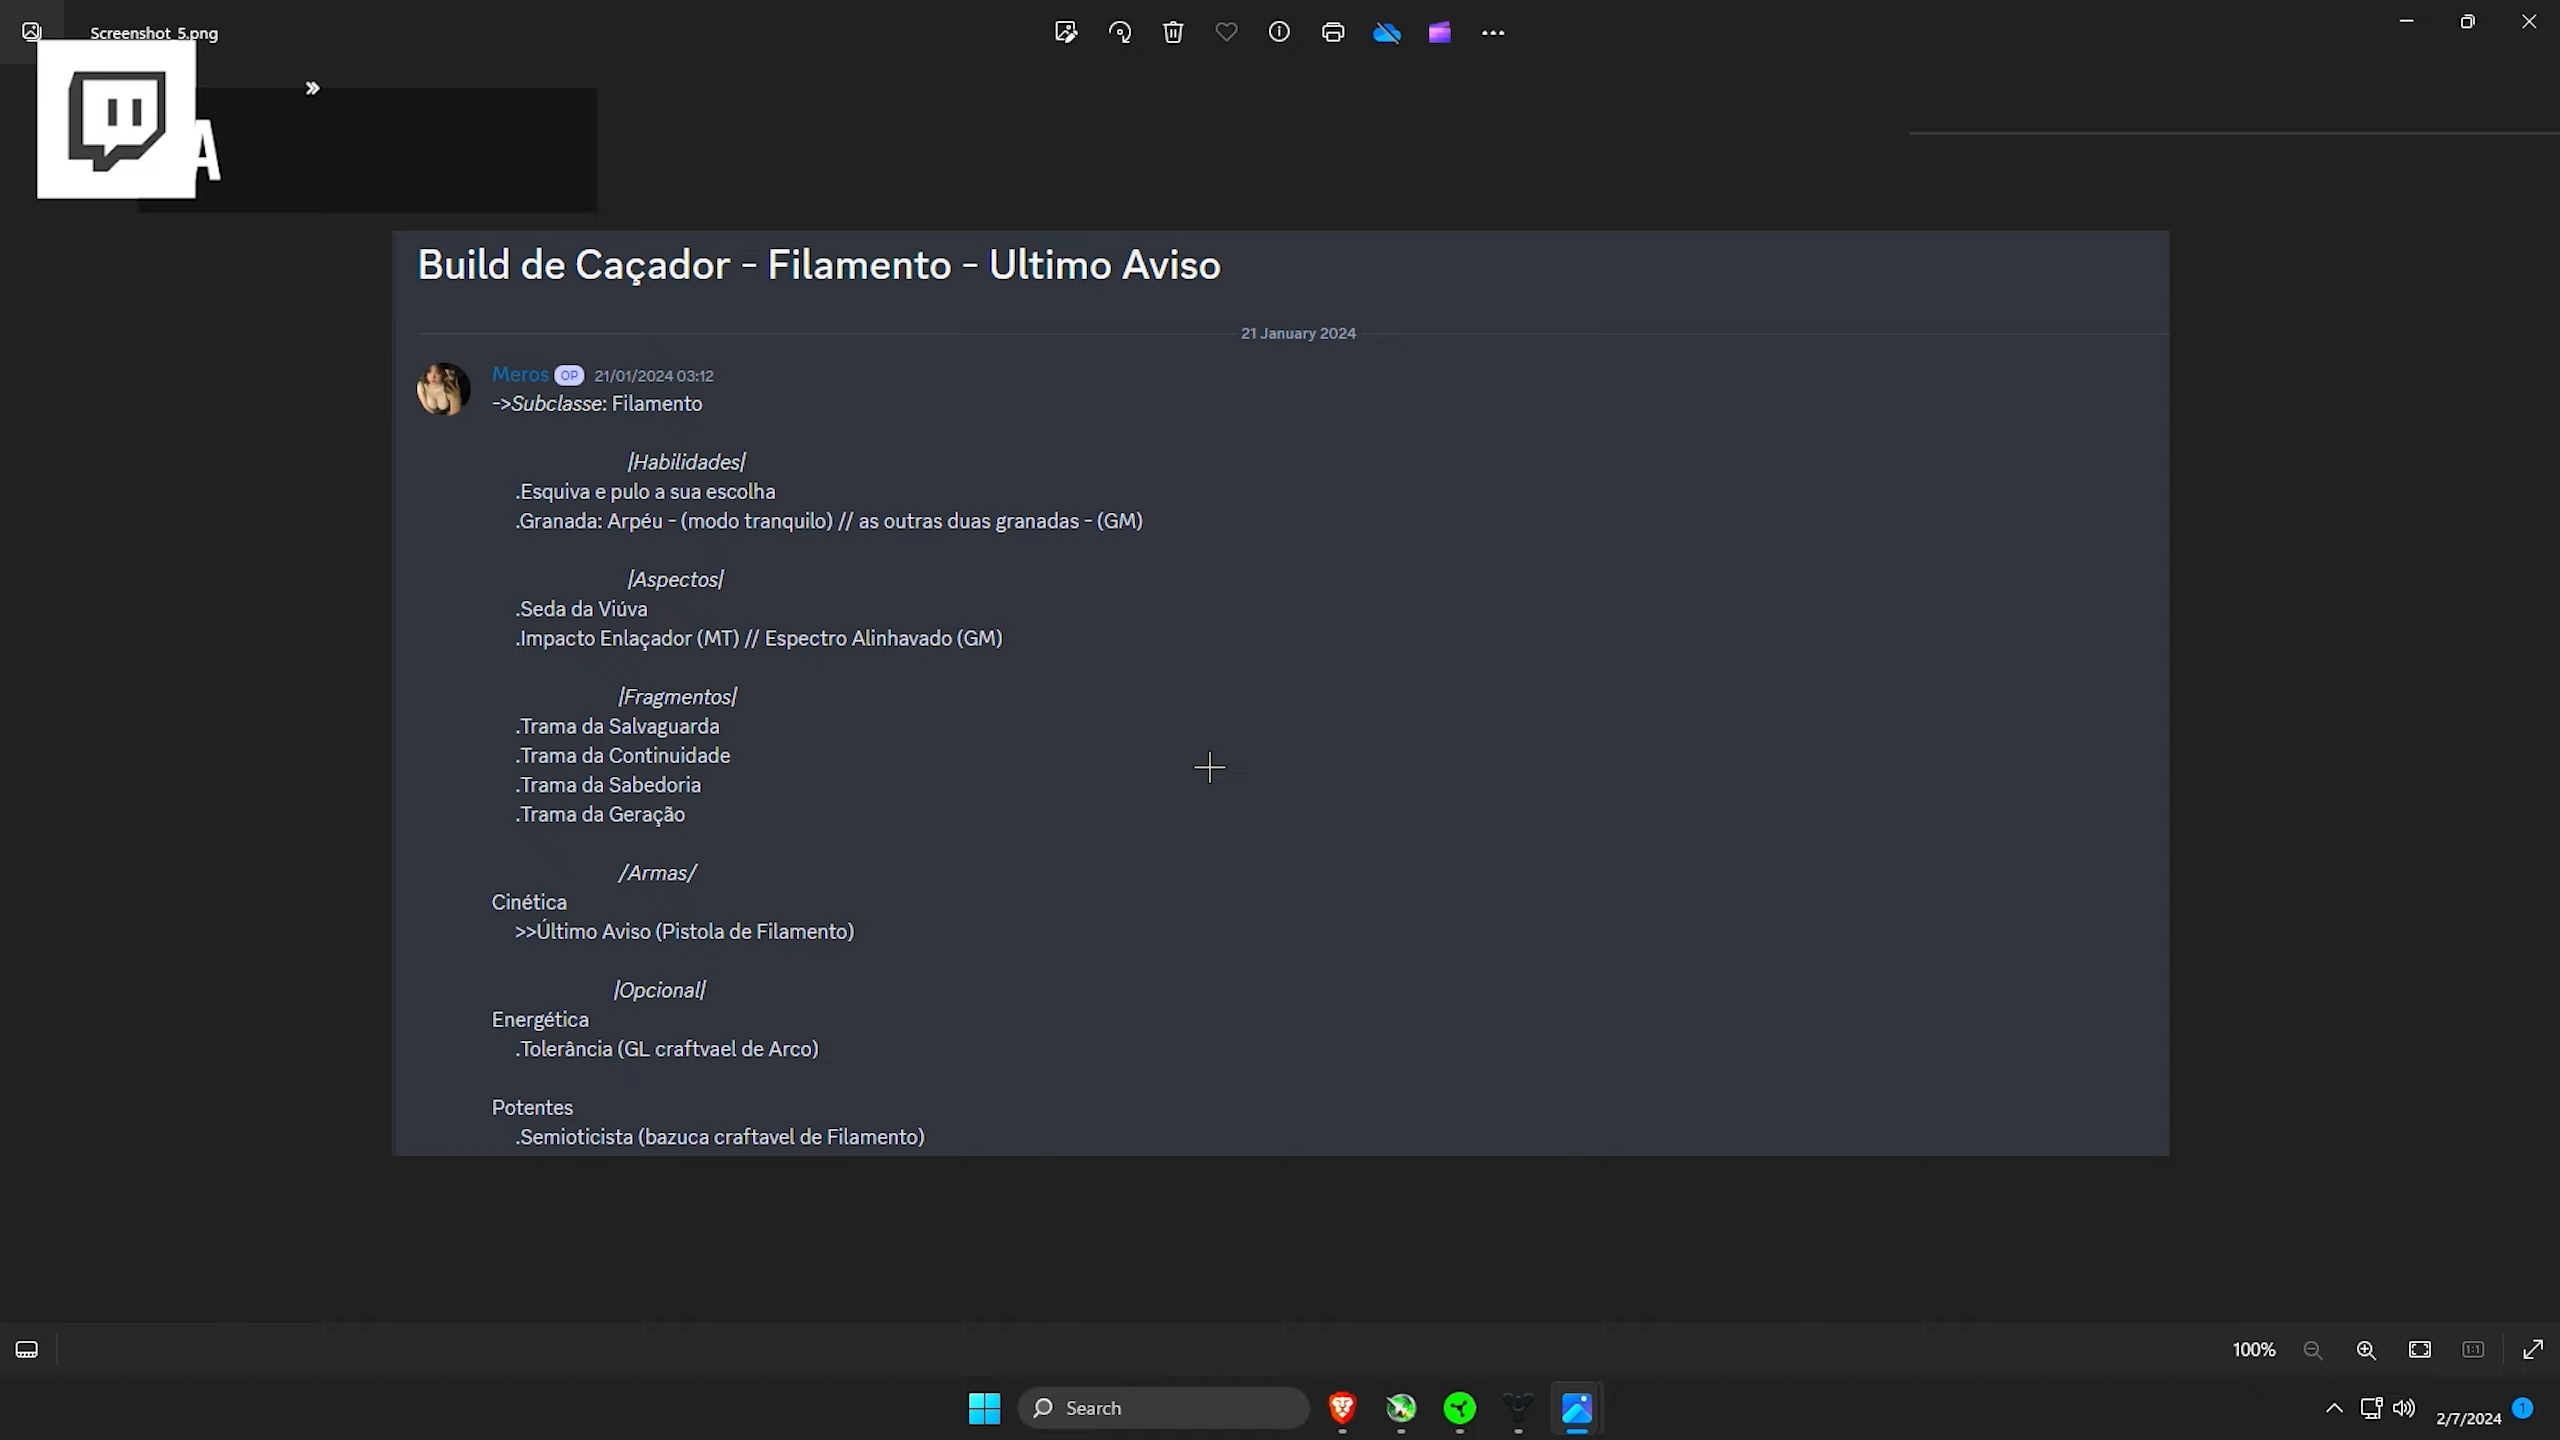 Screenshot_5.png
»
A
Build de Caçador - Filamento - Ultimo Aviso
21 January 2024
Meros OP 21/01/2024 03:12
->Subclasse: Filamento
|Habilidades|
.Esquiva e pulo a sua escolha
.Granada: Arpéu - (modo tranquilo) // as outras duas granadas - (GM)
|Aspectos|
.Seda da Viúva
.Impacto Enlaçador (MT) // Espectro Alinhavado (GM)
|Fragmentos|
.Trama da Salvaguarda
.Trama da Continuidade
.Trama da Sabedoria
.Trama da Geração
/Armas/
Cinética
>>Último Aviso (Pistola de Filamento)
|Opcional|
Energética
.Tolerância (GL craftvael de Arco)
Potentes
.Semioticista (bazuca craftavel de Filamento)
100%
Search
2/7/2024 1